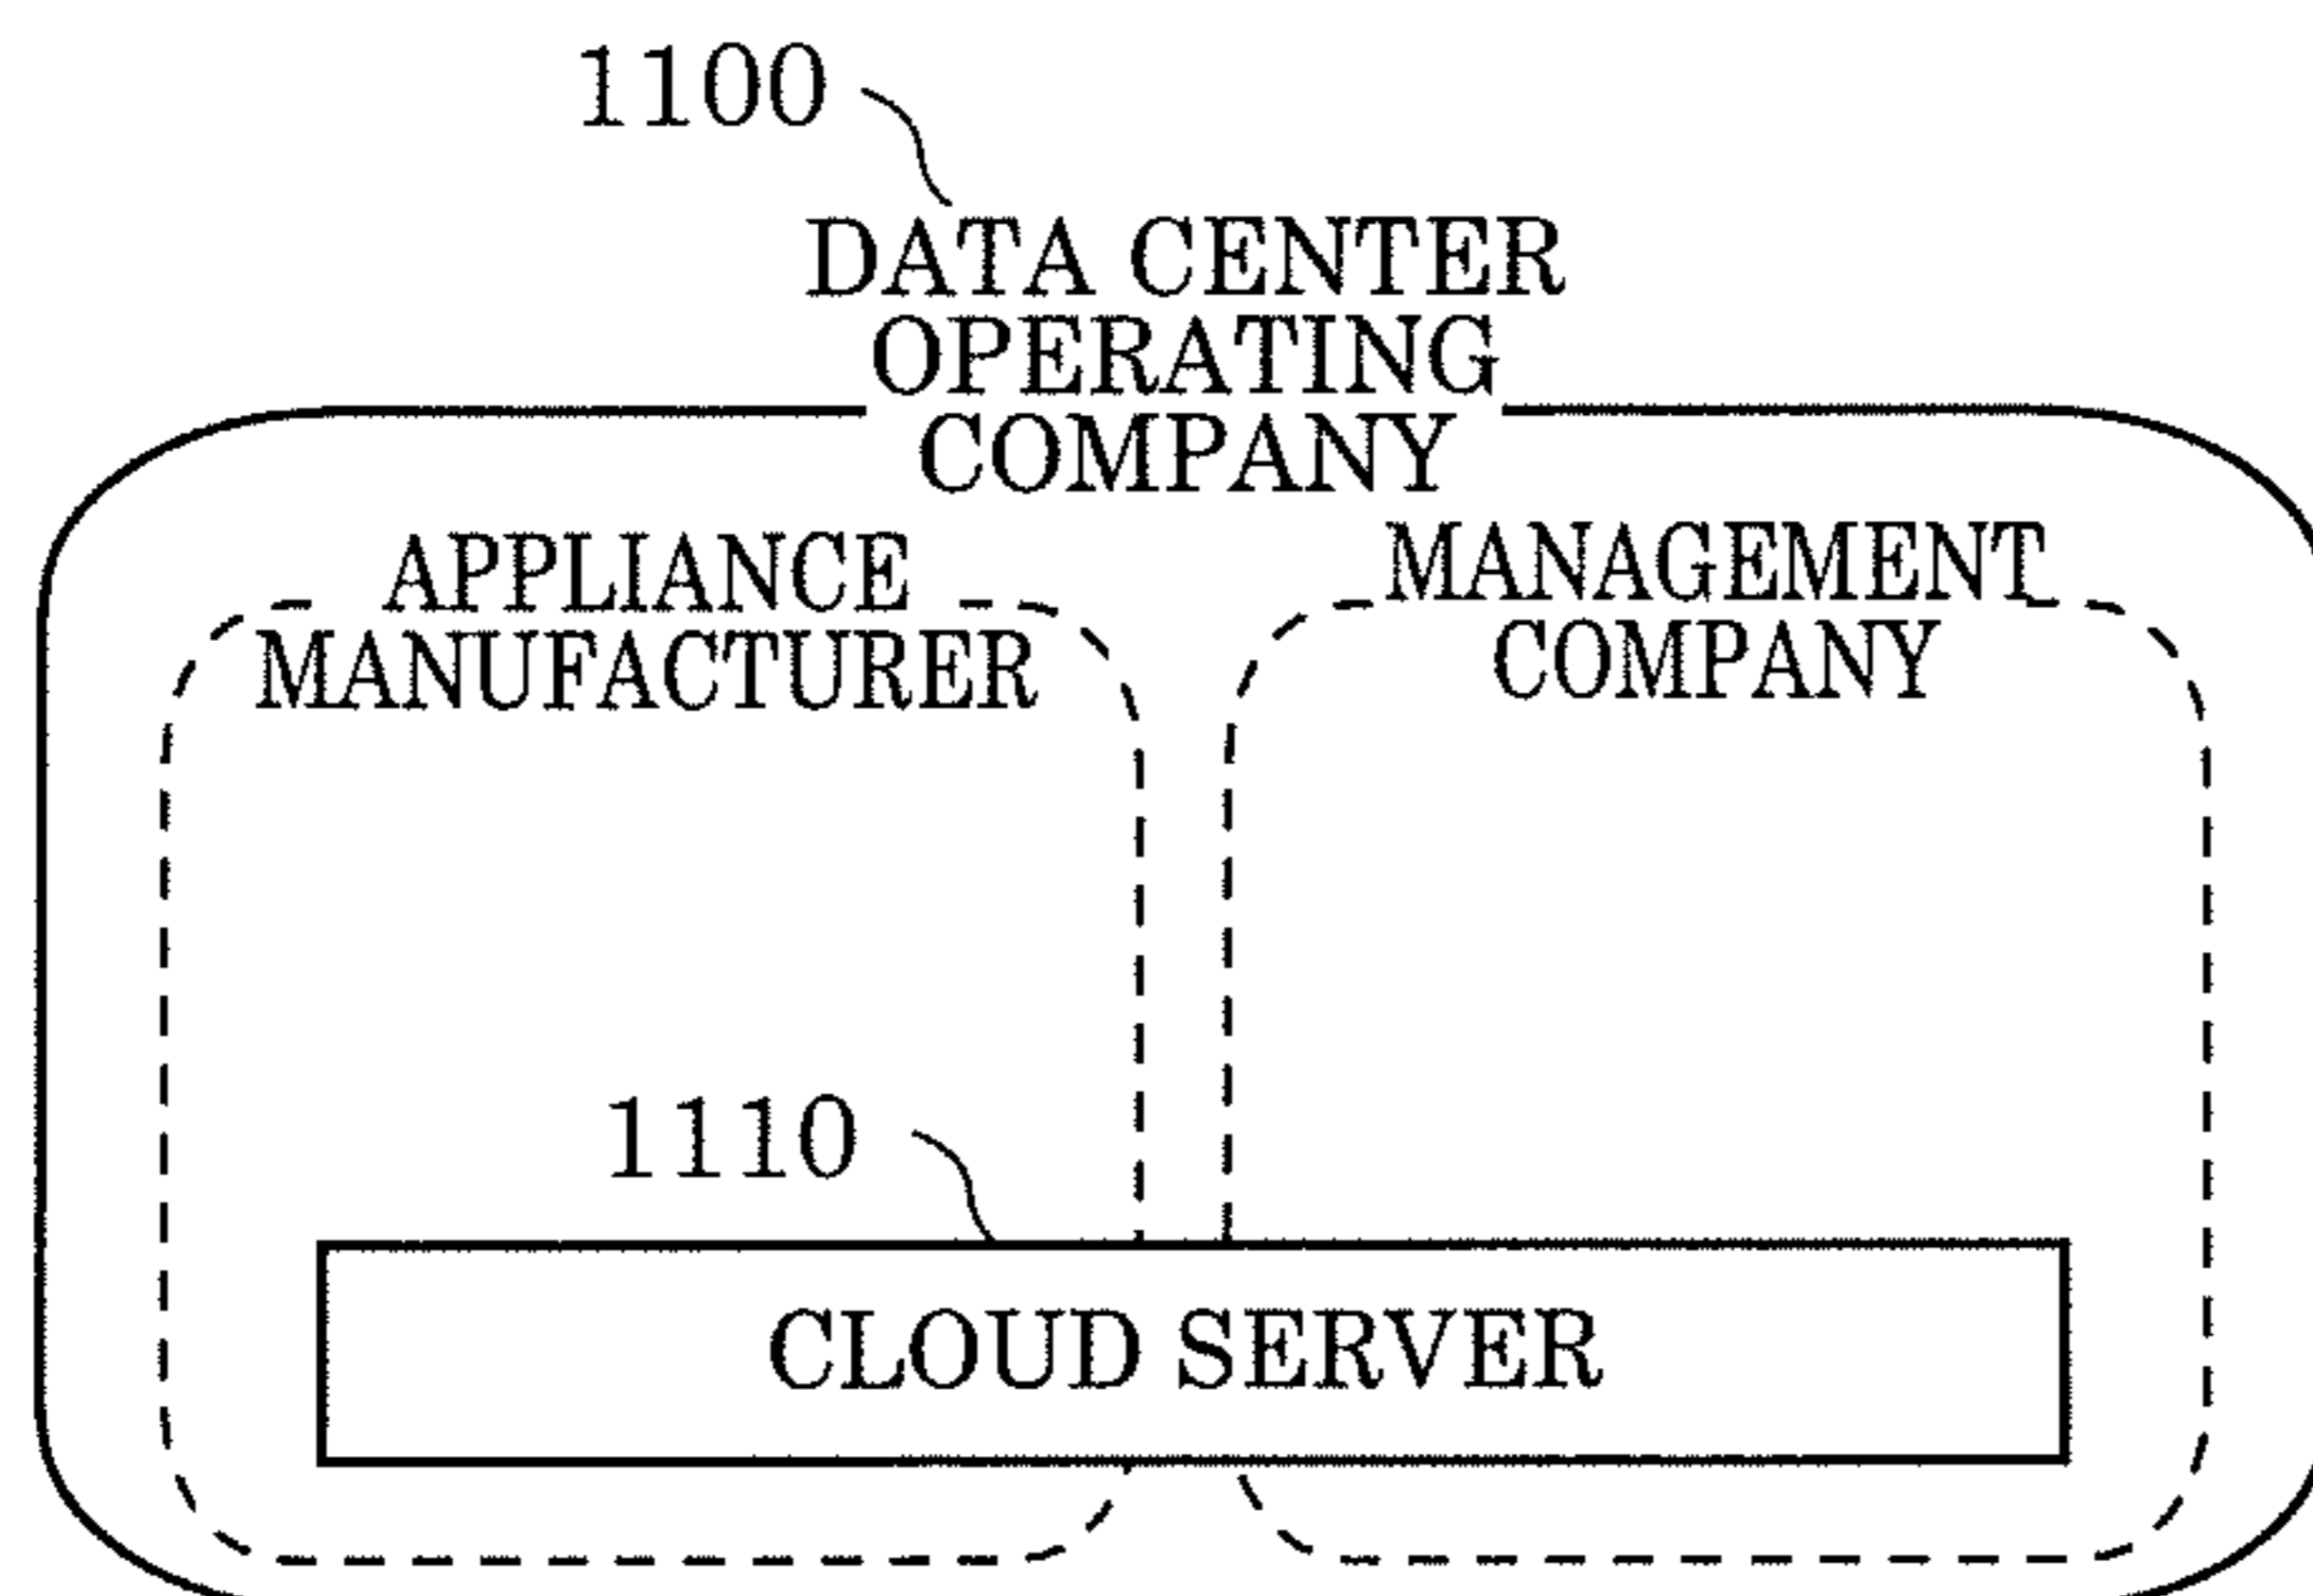 1100
DATA CENTER
OPERATING
COMPANY
APPLIANCE
MANUFACTURER
MANAGEMENT
COMPANY
1110
CLOUD SERVER